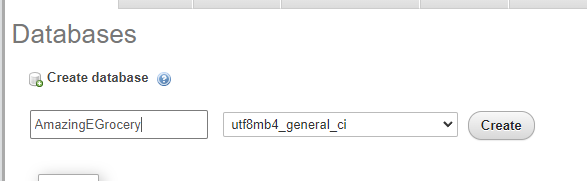 Databases
Create database
AmazingEGrocery
utf8mb4_general_ci
Create